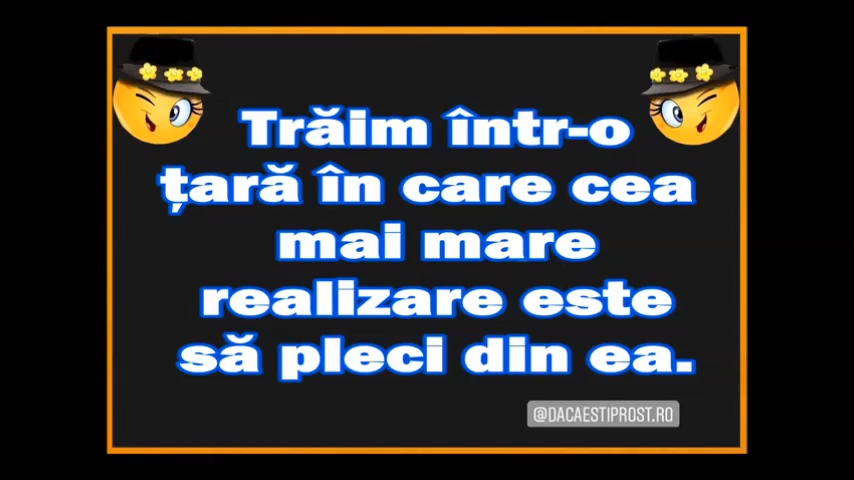 Trăim într-o
țară în care cea
mai mare
realizare este
să pleci din ea.
@DACAESTIPROST.RO